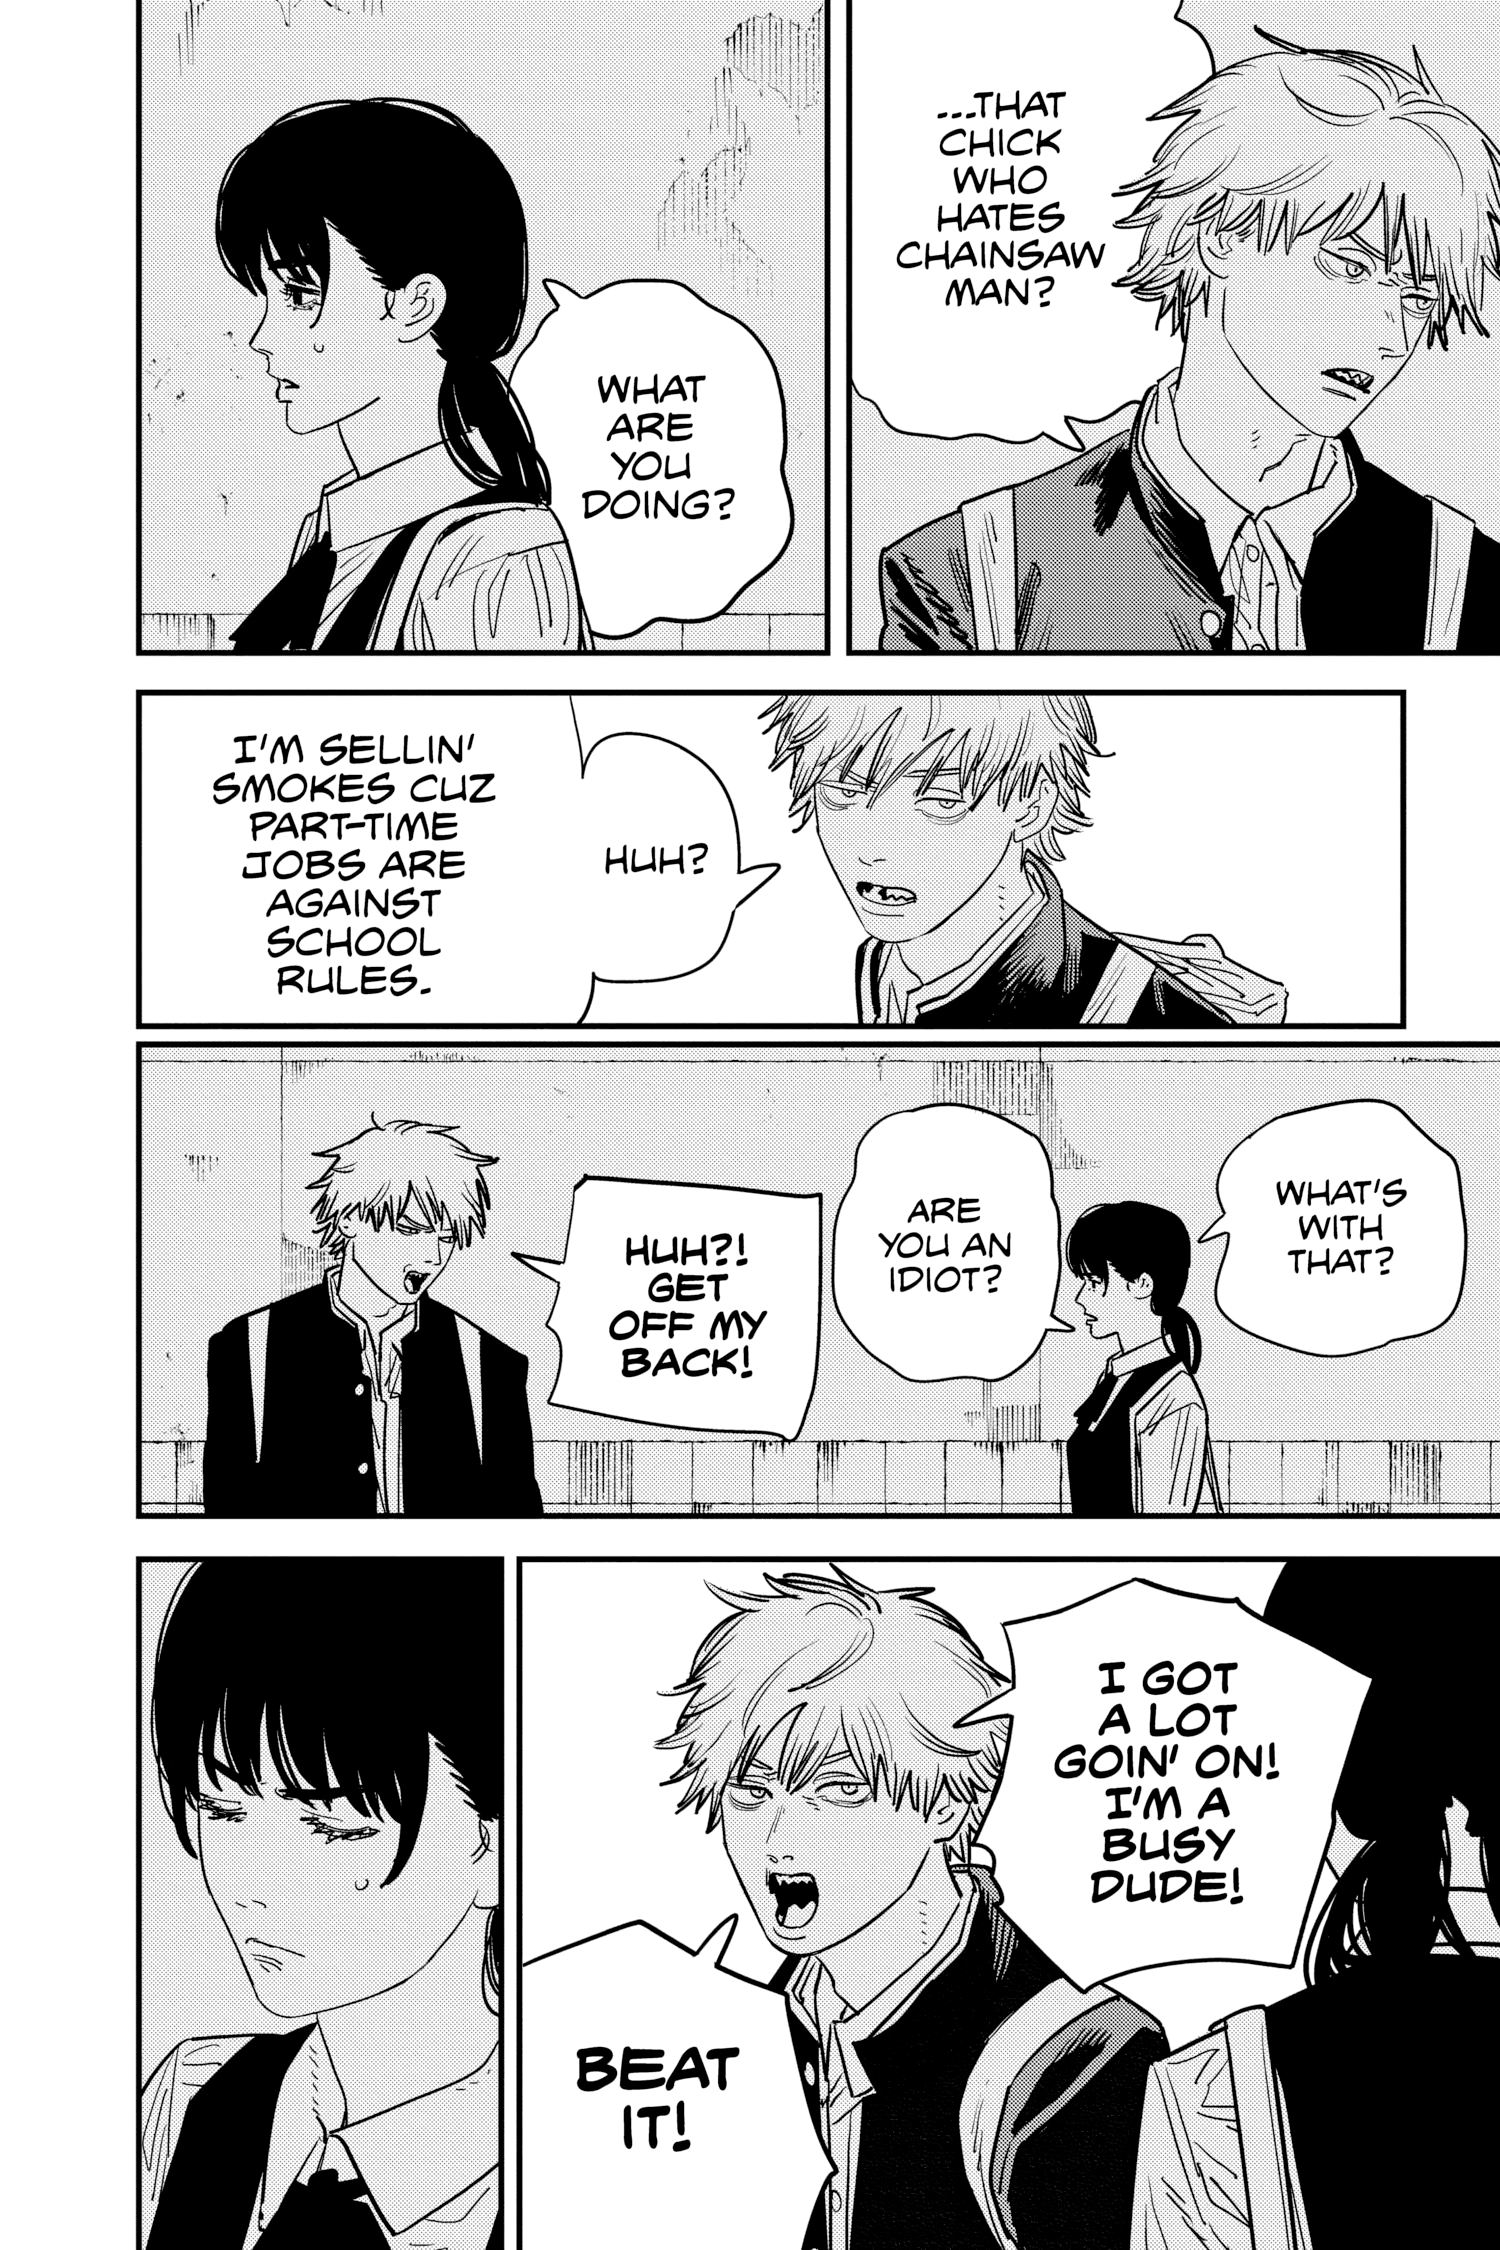 ...THAT
CHICK
WHO
HATES
CHAINSAW
MAN?
WHAT
ARE
YOU
DOING?
HUH?
I'M SELLIN'
SMOKES CUZ
PART-TIME
JOBS ARE
AGAINST
SCHOOL
RULES.
WHAT'S
WITH
THAT?
ARE
YOU AN
IDIOT?
HUH?!
GET
OFF MY
BACK!
I GOT
A LOT
GOIN' ON!
I'M A
BUSY
DUDE!
BEAT
IT!